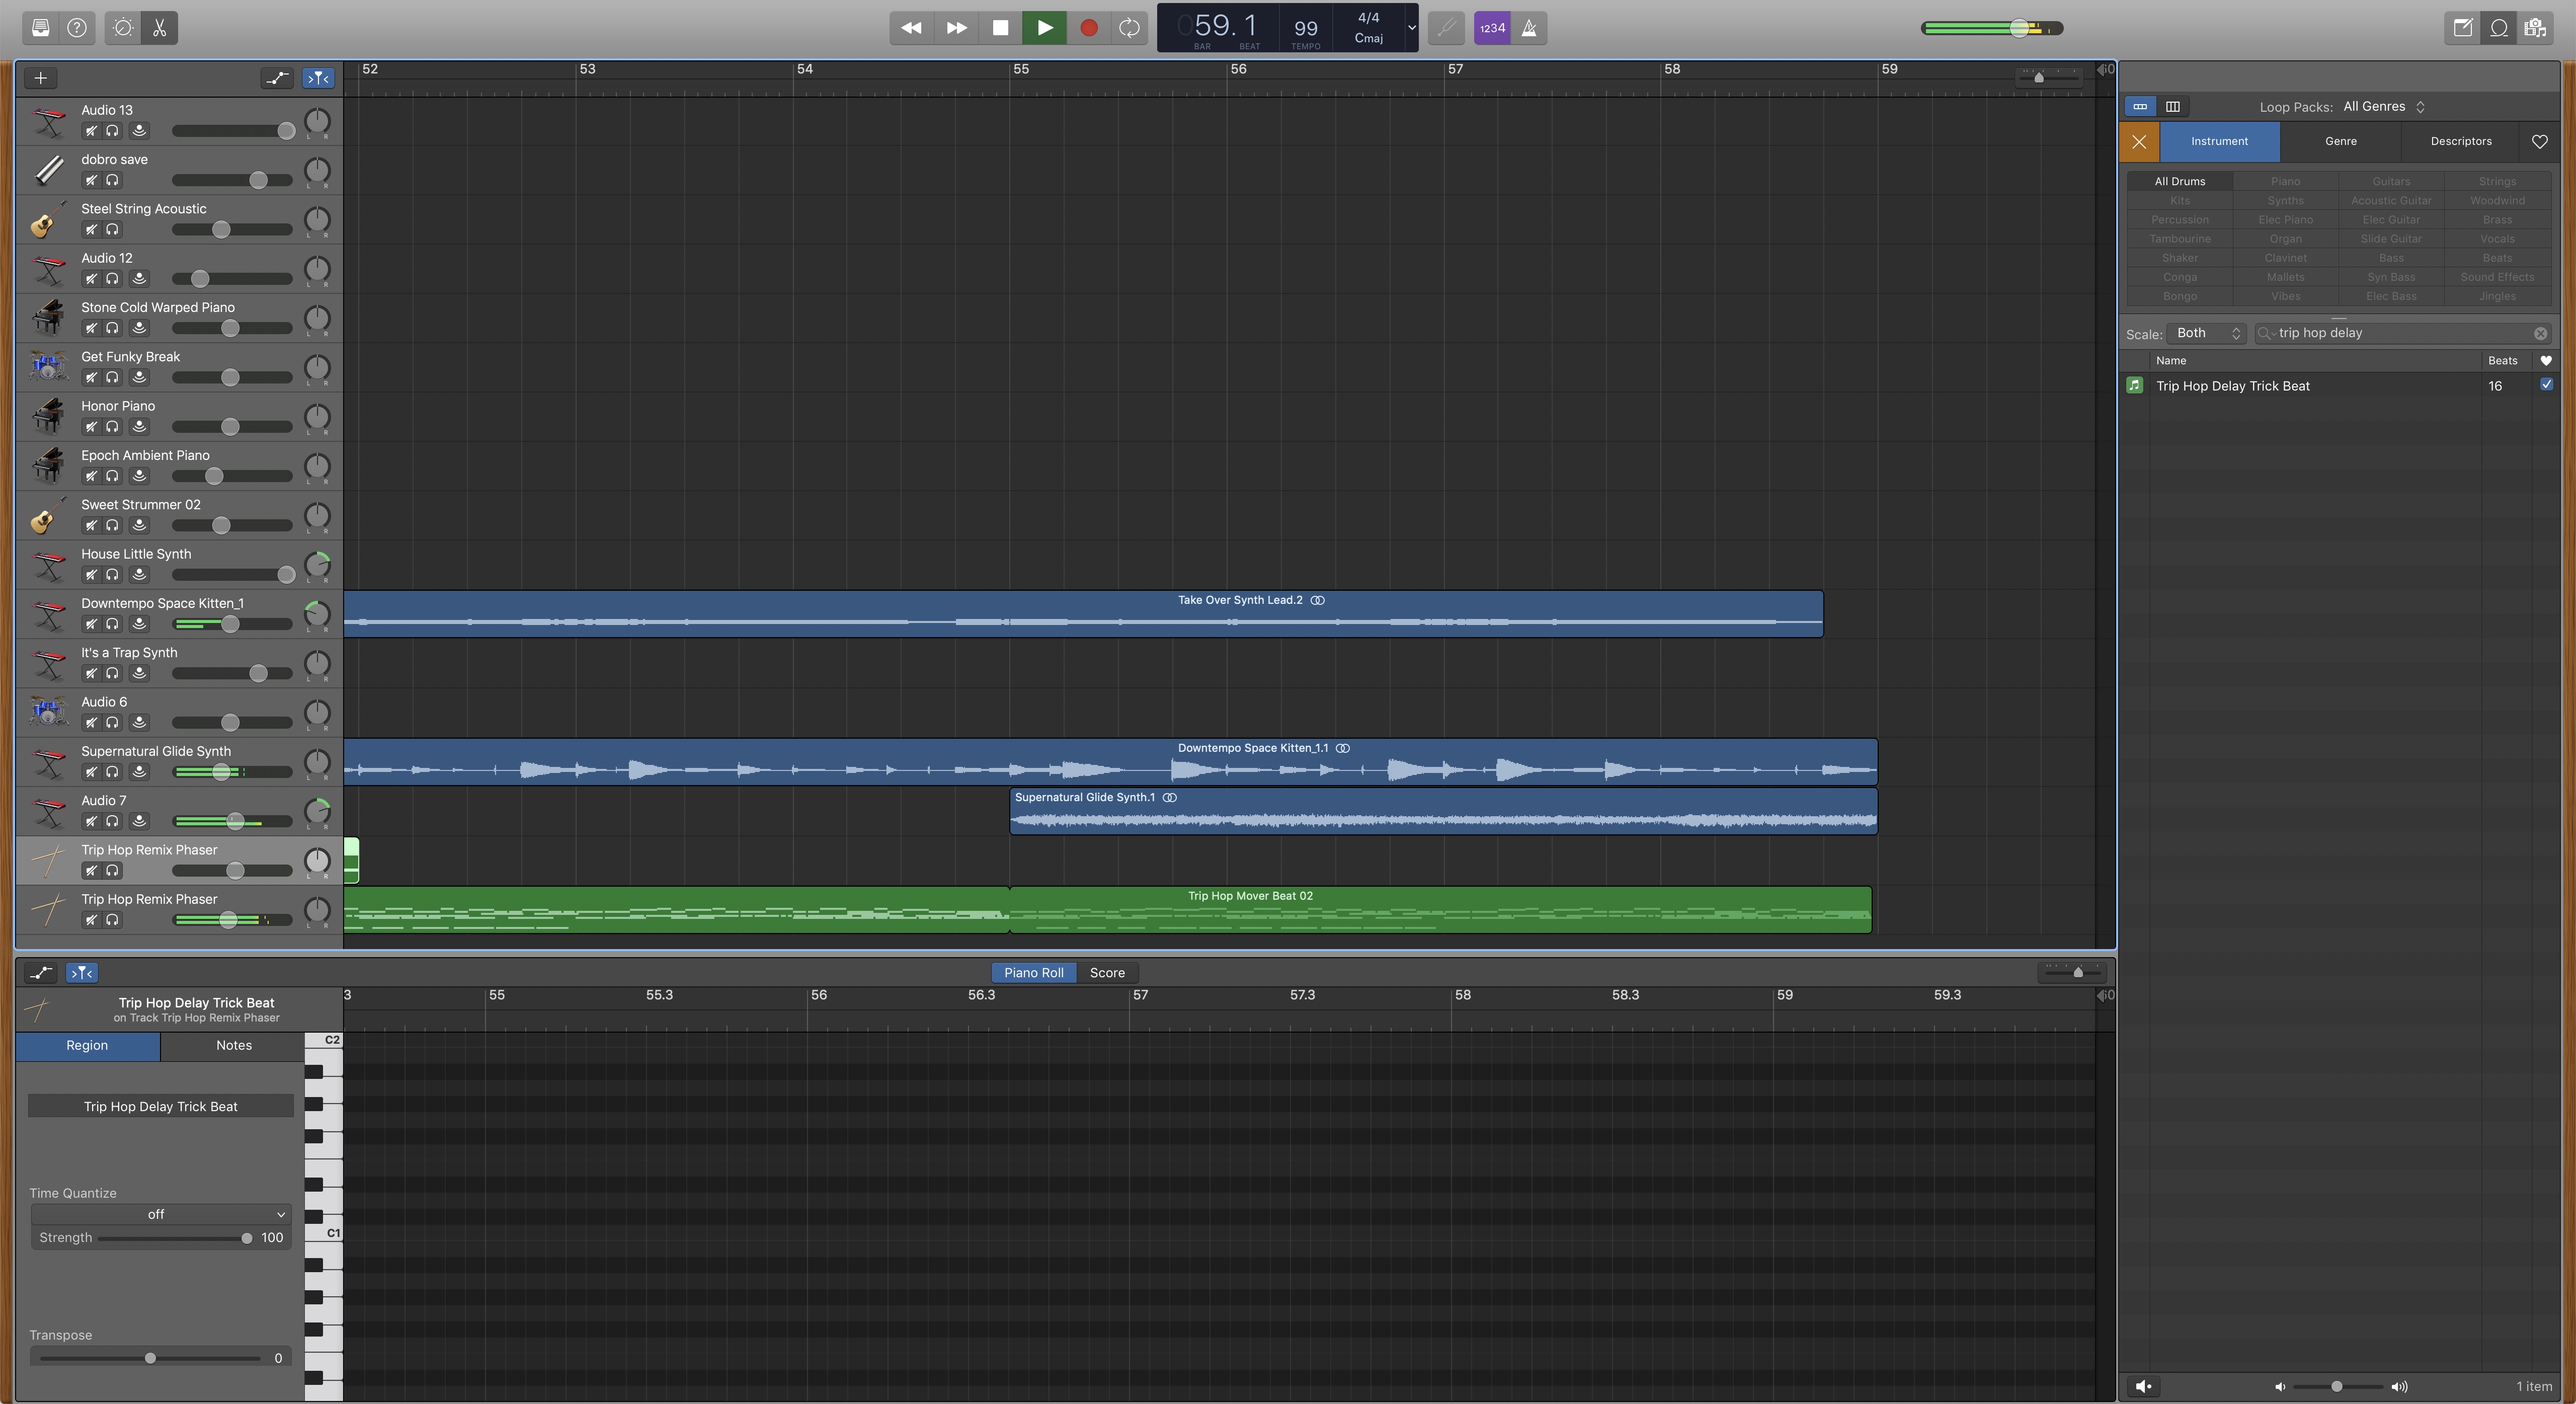 059.1
BAR BEAT
99
TEMPO
4/4
Cmaj
1234
52 53 54 55 56 57 58 59
Audio 13
L R
dobro save
L R
Steel String Acoustic
L R
Audio 12
L R
Stone Cold Warped Piano
L R
Get Funky Break
L R
Honor Piano
L R
Epoch Ambient Piano
L R
Sweet Strummer 02
L R
House Little Synth
L R
Downtempo Space Kitten_1
L R
Take Over Synth Lead.2
It's a Trap Synth
L R
Audio 6
L R
Supernatural Glide Synth
L R
Downtempo Space Kitten_1.1
Audio 7
L R
Supernatural Glide Synth.1
Trip Hop Remix Phaser
L R
Trip Hop Remix Phaser
L R
Trip Hop Mover Beat 02
Piano Roll Score
3 55 55.3 56 56.3 57 57.3 58 58.3 59 59.3
Trip Hop Delay Trick Beat
on Track Trip Hop Remix Phaser
Region Notes
C2
Trip Hop Delay Trick Beat
Time Quantize
off
C1
Strength 100
Transpose
0
Loop Packs: All Genres
Instrument Genre Descriptors
All Drums Piano Guitars Strings
Kits Synths Acoustic Guitar Woodwind
Percussion Elec Piano Elec Guitar Brass
Tambourine Organ Slide Guitar Vocals
Shaker Clavinet Bass Beats
Conga Mallets Syn Bass Sound Effects
Bongo Vibes Elec Bass Jingles
Scale: Both trip hop delay
Name Beats
Trip Hop Delay Trick Beat 16
1 item